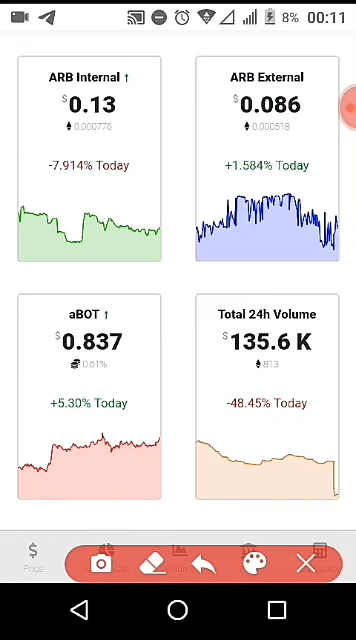 8% 00:11
ARB Internal ↑
$0.13
0.000776
-7.914% Today
ARB External
$0.086
0.000518
+1.584% Today
aBOT ↑
$0.837
0.61%
+5.30% Today
Total 24h Volume
$135.6 K
813
-48.45% Today
$
Price